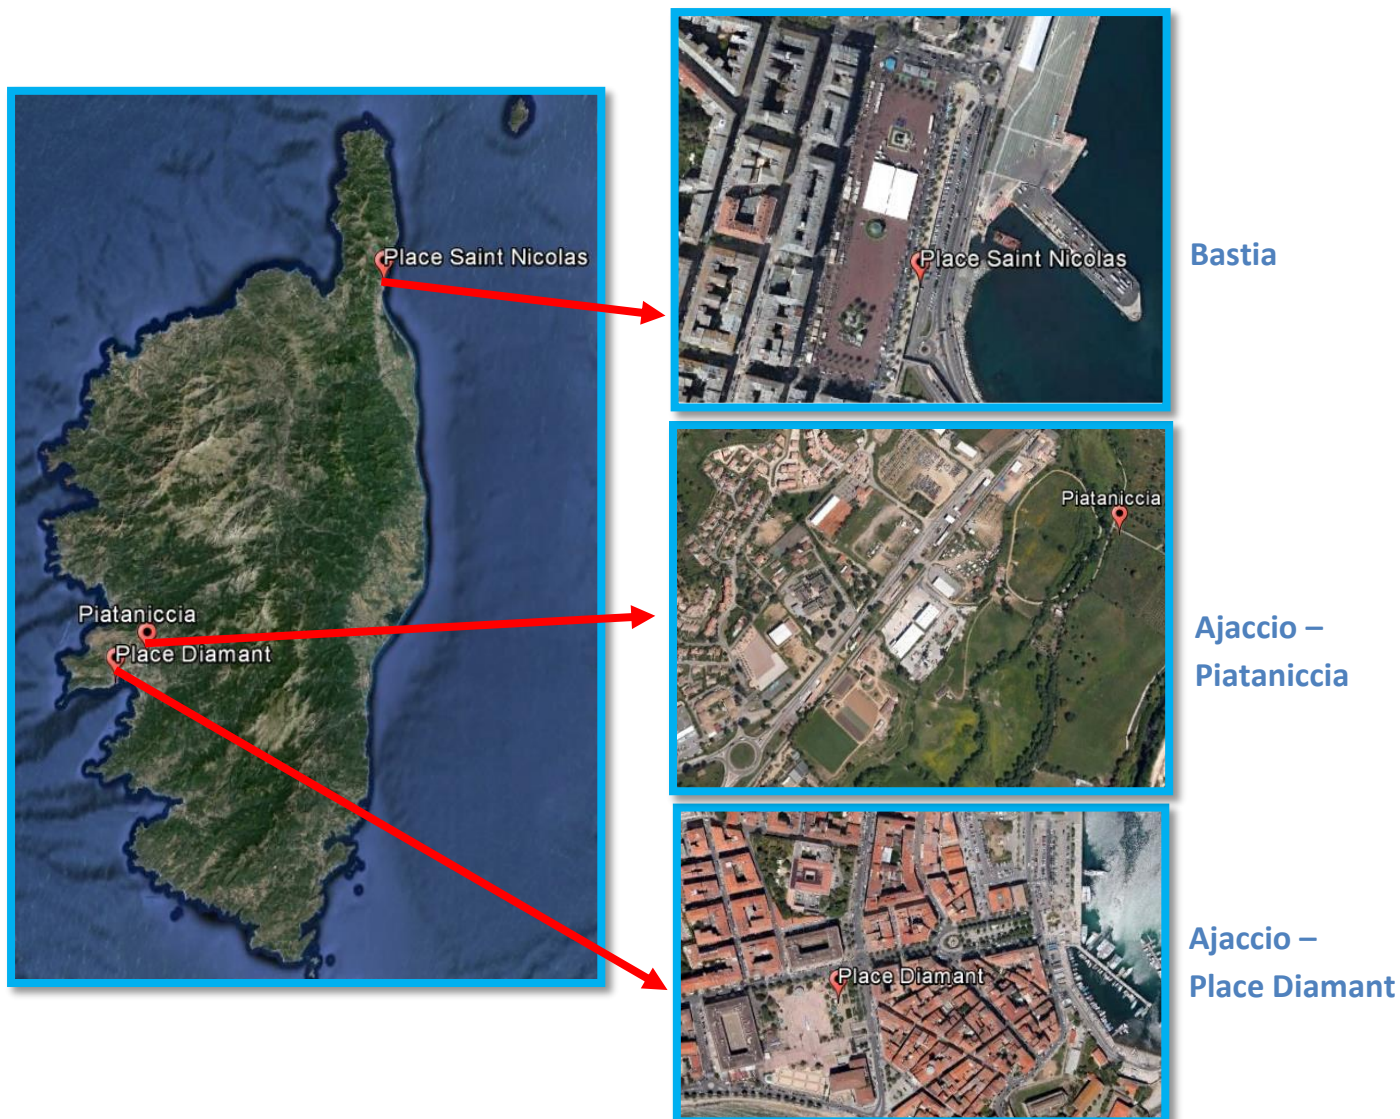 Place Saint Nicolas
Piataniccia
Place Diamant
Place Saint Nicolas
Bastia
Piataniccia
Ajaccio –
Piataniccia
Place Diamant
Ajaccio –
Place Diamant